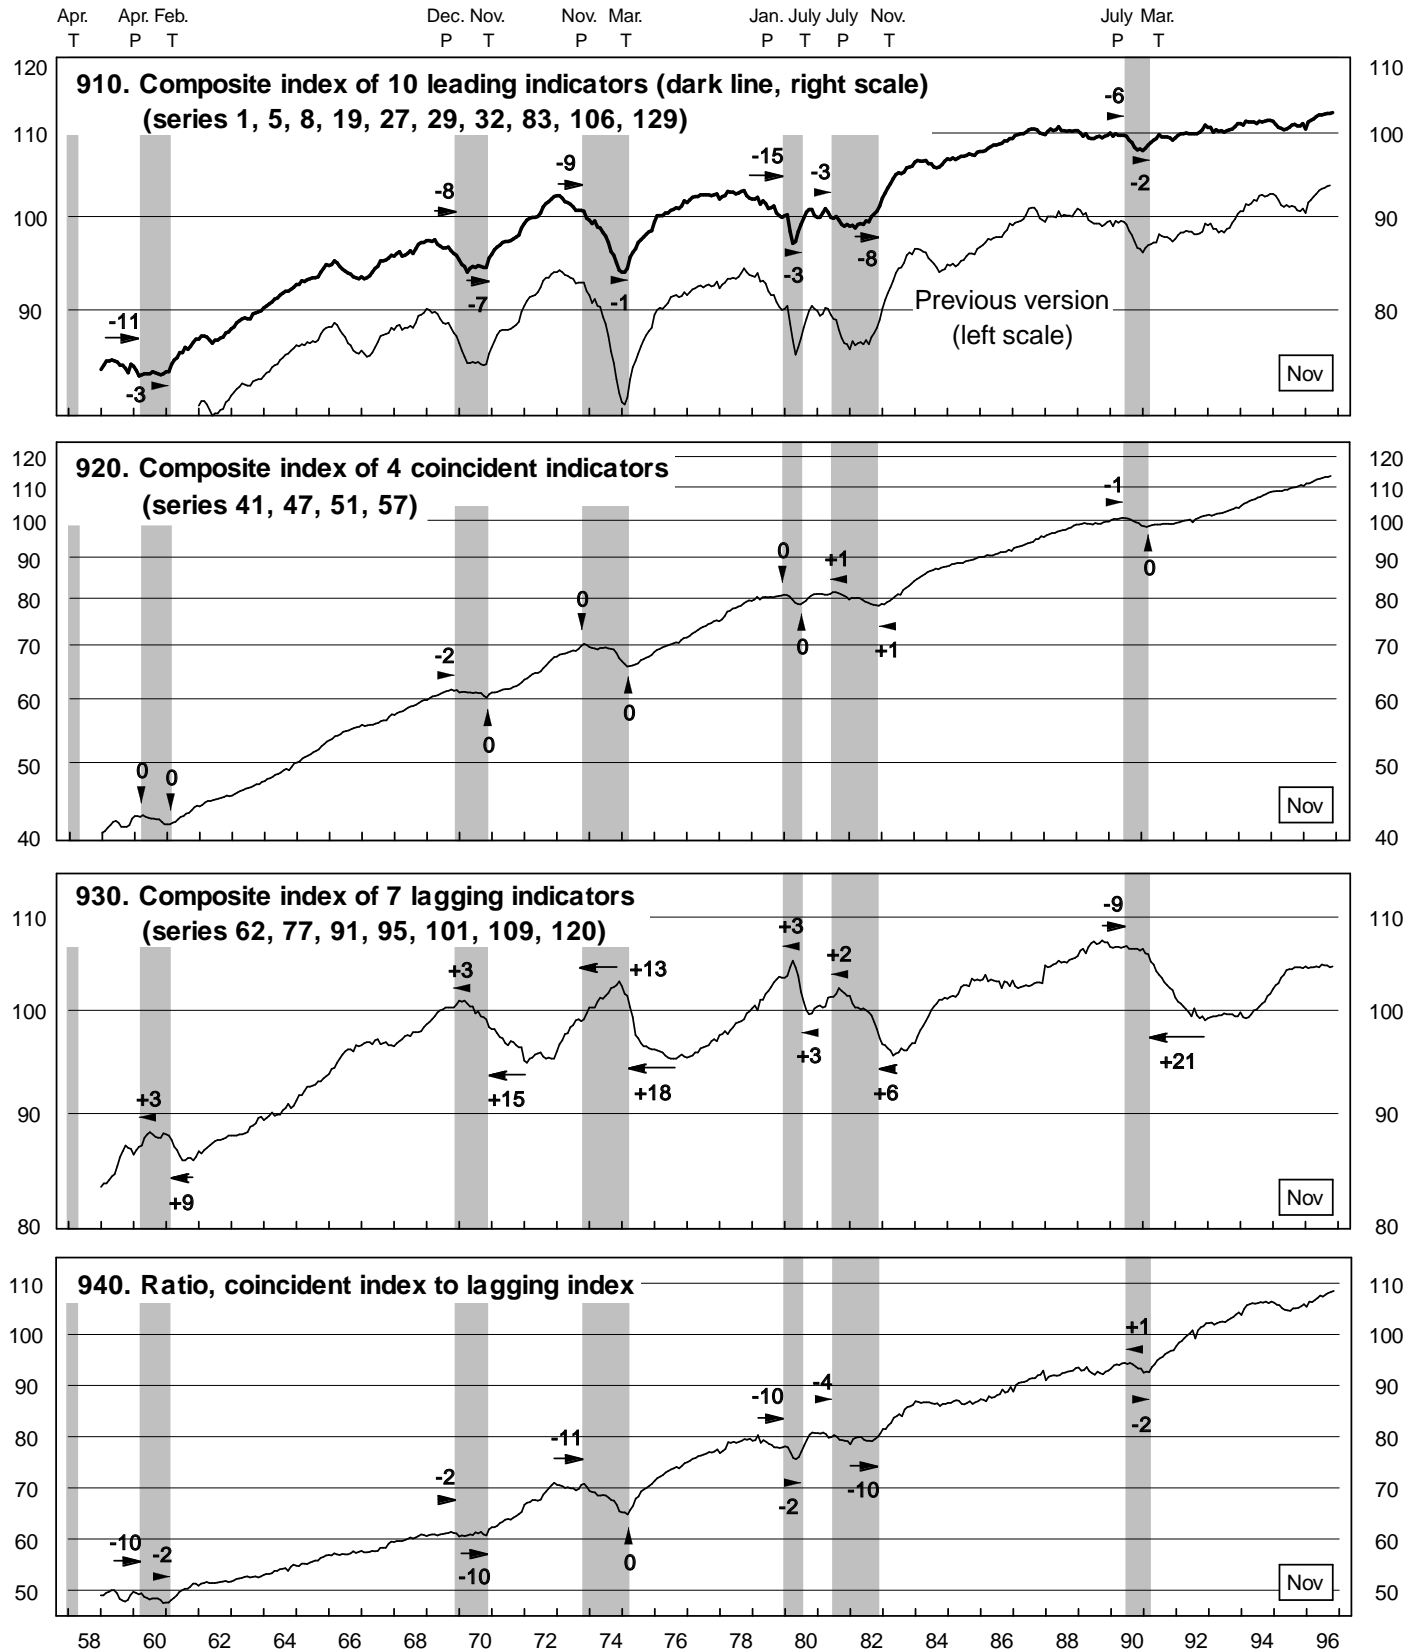 Apr. Apr. Feb. Dec. Nov. Nov. Mar. Jan. July July Nov. July Mar.
T P T P T P T P T P T P T
120 110
910. Composite index of 10 leading indicators (dark line, right scale)
(series 1, 5, 8, 19, 27, 29, 32, 83, 106, 129)
-6
110 100
-15
-9 -3
-8 -2
100 90
-3 -8
-7 -1
Previous version
(left scale)
90 80
-11
-3
Nov
120 120
920. Composite index of 4 coincident indicators
110 110
-1
(series 41, 47, 51, 57)
100 100
0 +1
90 0 90
80 0 80
0 +1
70 70
-2
60 0 60
0
50 50
0 0
Nov
40 40
930. Composite index of 7 lagging indicators
-9
110 110
(series 62, 77, 91, 95, 101, 109, 120)
+3
+3 +13 +2
100 100
+3 +21
+15 +18 +6
+3
90 90
+9
Nov
80 80
940. Ratio, coincident index to lagging index
110 110
+1
100 100
90 -10 -4 90
-2
80 -11 80
-2
70 -2 -10 70
60 -10 60
-2 0
-10
50 Nov 50
58 60 62 64 66 68 70 72 74 76 78 80 82 84 86 88 90 92 94 96